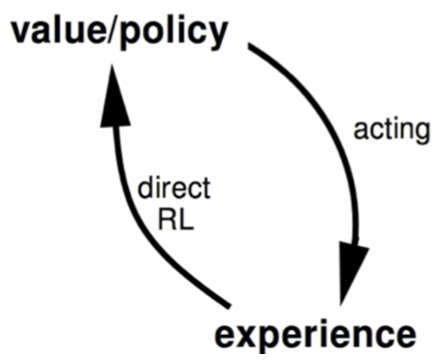 value/policy
acting
direct
RL
experience